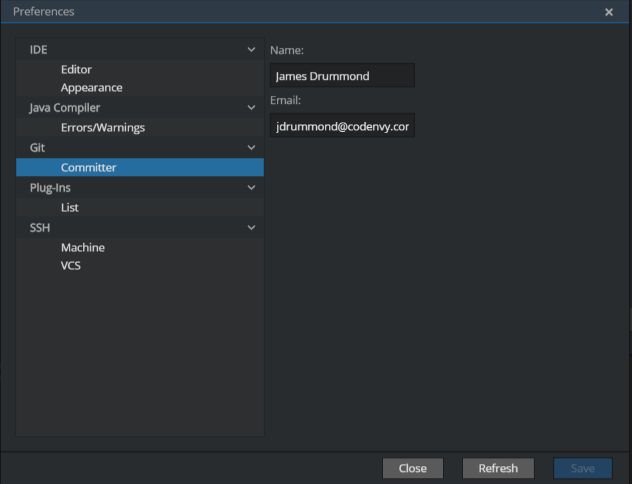 Preferences
IDE
Editor
Appearance
Java Compiler
Errors/Warnings
Git
Committer
Plug-Ins
List
SSH
Machine
VCS
Name:
James Drummond
Email:
jdrummond@codenvy.cor
Close
Refresh
Save